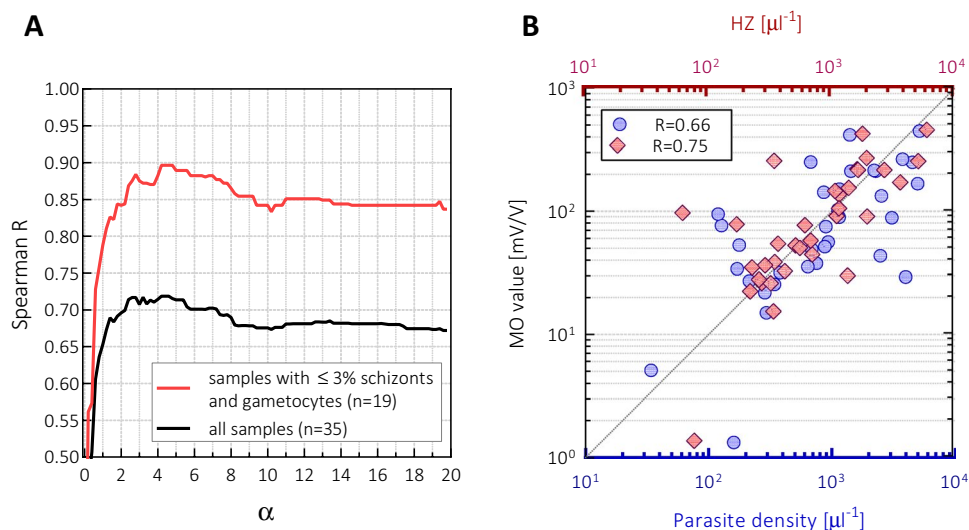 A
1.00
0.95
0.90
0.85
0.80
0.75
0.70
0.65
0.60
0.55
0.50
Spearman R
samples with ≤ 3% schizonts
and gametocytes (n=19)
all samples (n=35)
0 2 4 6 8 10 12 14 16 18 20
α
B
HZ [µl⁻¹]
10¹ 10² 10³ 10⁴
R=0.66
R=0.75
10³
10²
10¹
10⁰
MO value [mV/V]
10¹ 10² 10³ 10⁴
Parasite density [µl⁻¹]